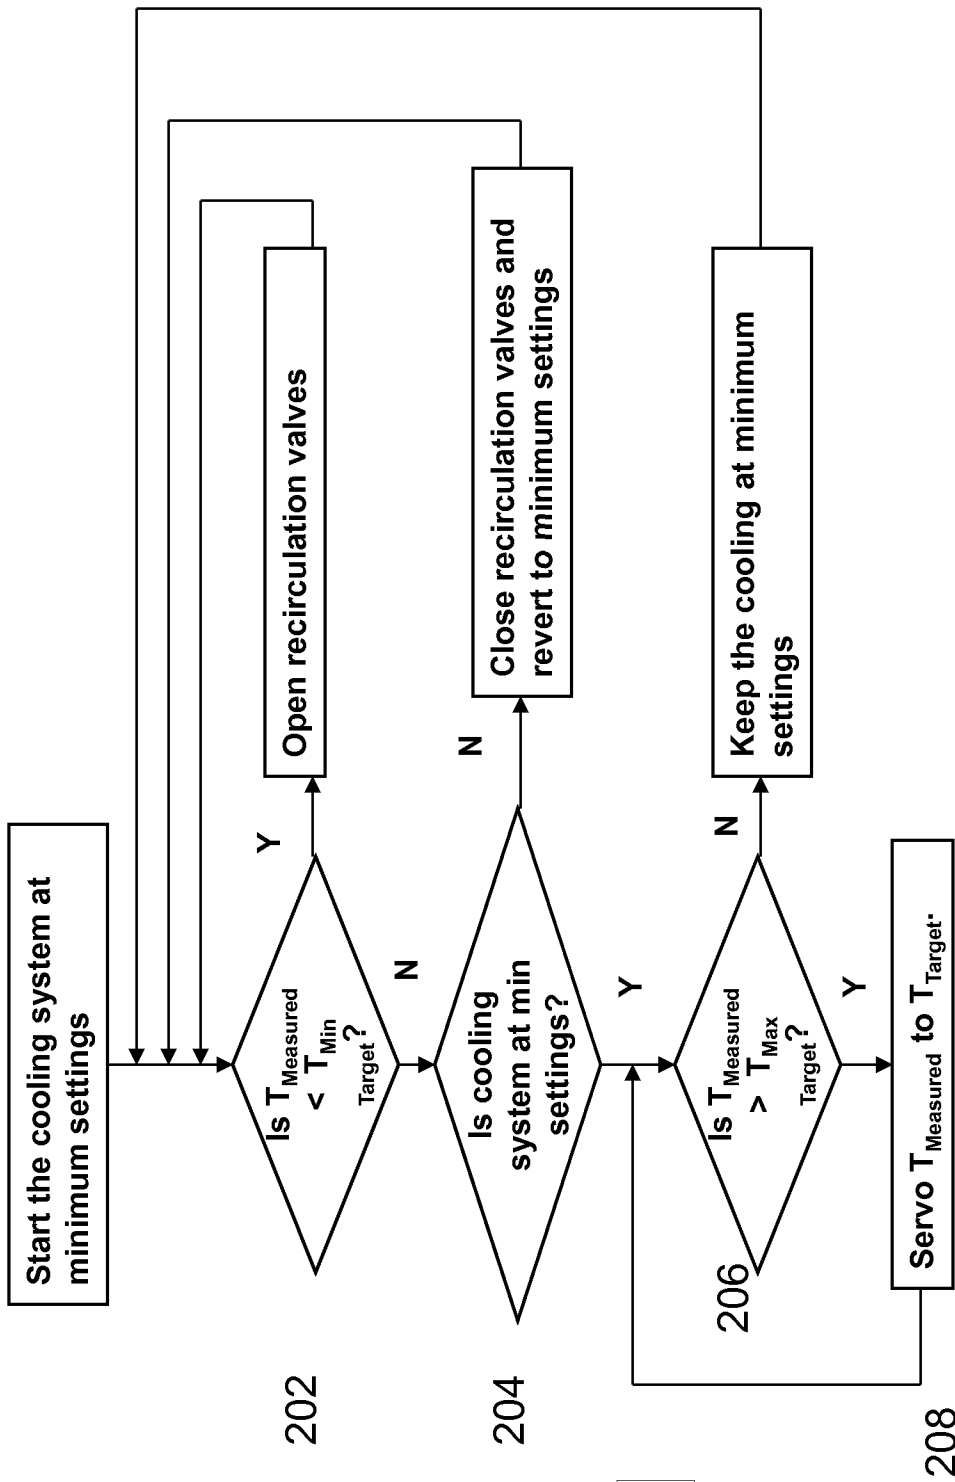 Start the cooling system at
minimum settings
202
Is T Measured
< T Min
Target ?
Y
Open recirculation valves
N
204
Is cooling
system at min
settings?
N
Close recirculation valves and
revert to minimum settings
Y
206
Is T Measured
> T Max
Target ?
N
Keep the cooling at minimum
settings
Y
208
Servo T Measured to T Target.